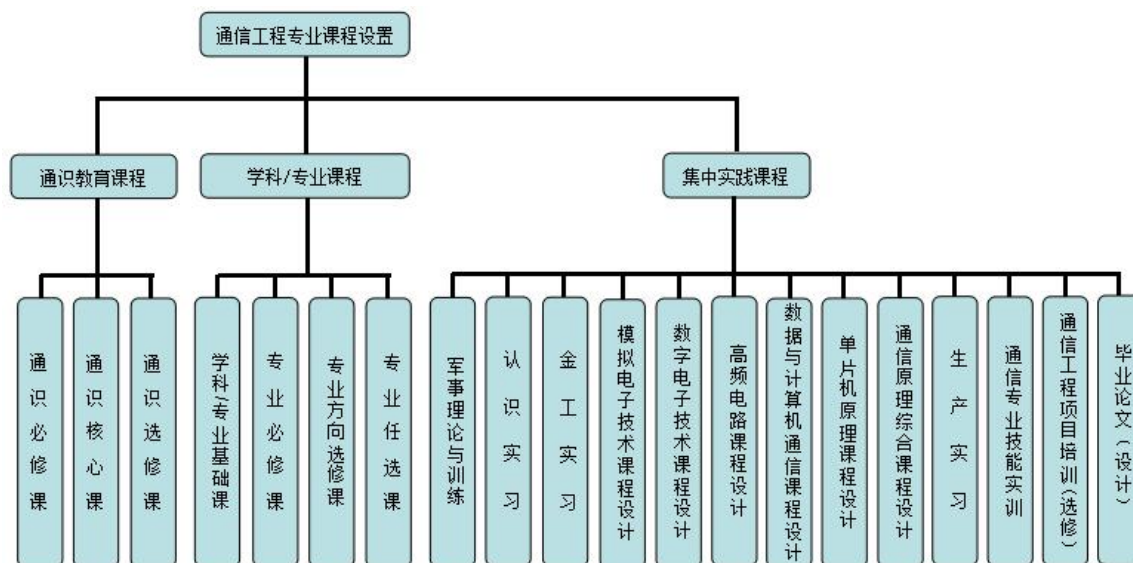 通信工程专业课程设置
通识教育课程
学科/专业课程
集中实践课程
通识必修课
通识核心课
通识选修课
学科/专业基础课
专业必修课
专业方向选修课
专业任选课
军事理论与训练
认识实习
金工实习
模拟电子技术课程设计
数字电子技术课程设计
高频电路课程设计
数据与计算机通信课程设计
单片机原理课程设计
通信原理综合课程设计
生产实习
通信专业技能实训
通信工程项目培训(选修)
毕业论文(设计)